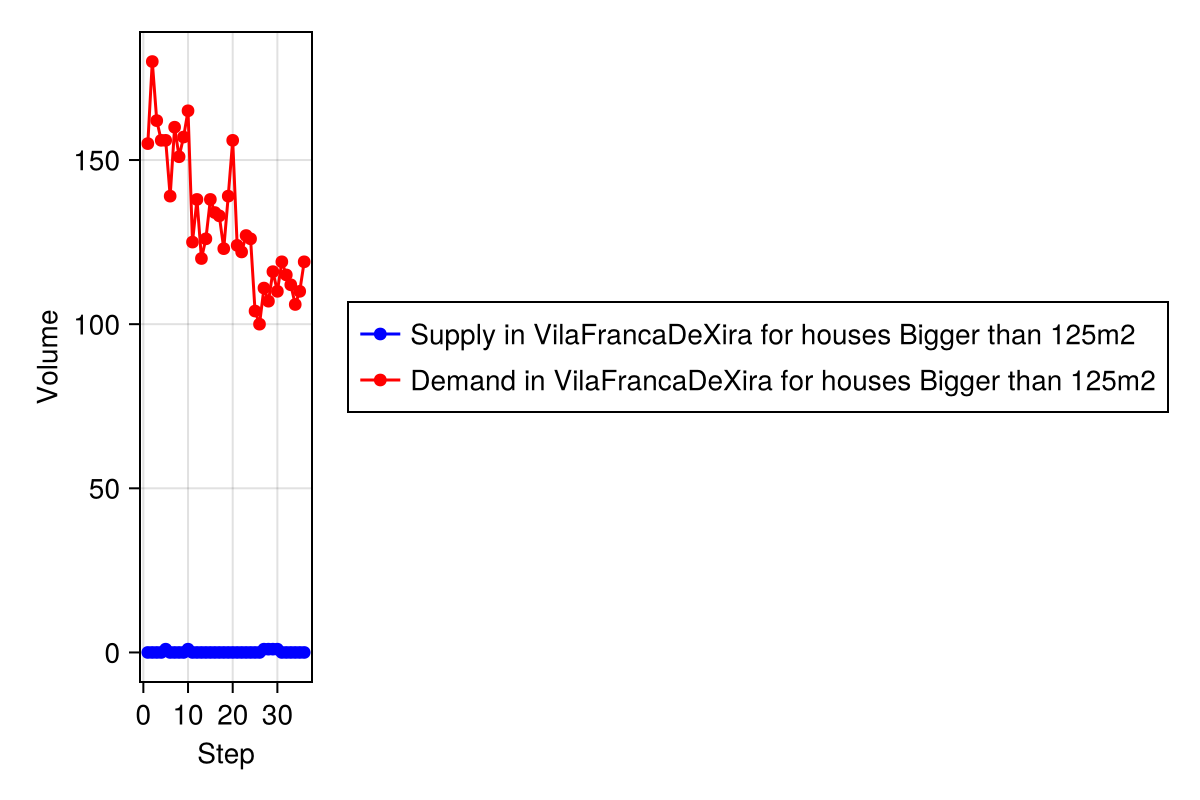 150
100
50
0
Volume
0 10 20 30
Step
Supply in VilaFrancaDeXira for houses Bigger than 125m2
Demand in VilaFrancaDeXira for houses Bigger than 125m2